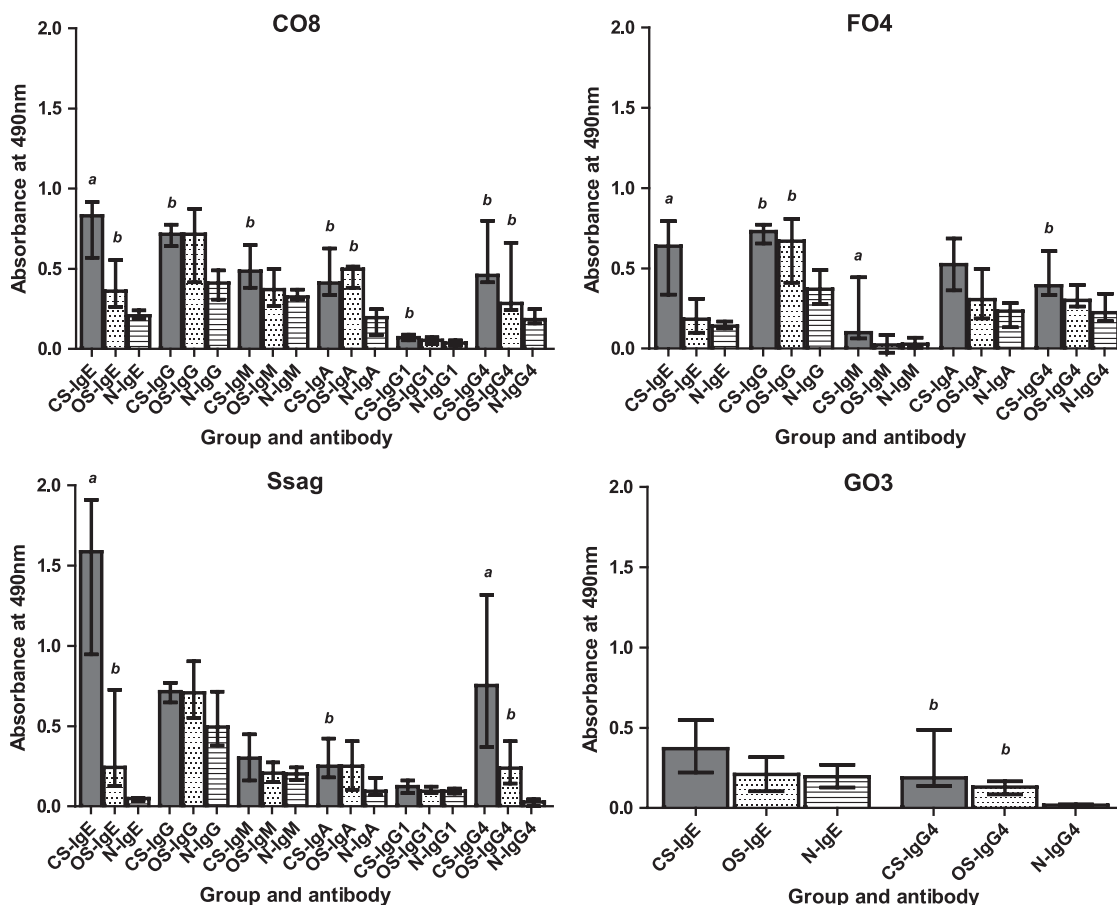 CO8
Absorbance at 490nm
2.0
1.5
1.0
0.5
0.0
a
b
b
b
b
b
b
b
b
CS-IgE
OS-IgE
N-IgE
CS-IgG
OS-IgG
N-IgG
CS-IgM
OS-IgM
N-IgM
CS-IgA
OS-IgA
N-IgA
CS-IgG1
OS-IgG1
N-IgG1
CS-IgG4
OS-IgG4
N-IgG4
Group and antibody
FO4
Absorbance at 490nm
2.0
1.5
1.0
0.5
0.0
a
b
b
a
b
CS-IgE
OS-IgE
N-IgE
CS-IgG
OS-IgG
N-IgG
CS-IgM
OS-IgM
N-IgM
CS-IgA
OS-IgA
N-IgA
CS-IgG4
OS-IgG4
N-IgG4
Group and antibody
Ssag
Absorbance at 490nm
2.0
1.5
1.0
0.5
0.0
a
b
b
a
b
CS-IgE
OS-IgE
N-IgE
CS-IgG
OS-IgG
N-IgG
CS-IgM
OS-IgM
N-IgM
CS-IgA
OS-IgA
N-IgA
CS-IgG1
OS-IgG1
N-IgG1
CS-IgG4
OS-IgG4
N-IgG4
Group and antibody
GO3
Absorbance at 490nm
2.0
1.5
1.0
0.5
0.0
b
b
CS-IgE
OS-IgE
N-IgE
CS-IgG4
OS-IgG4
N-IgG4
Group and antibody